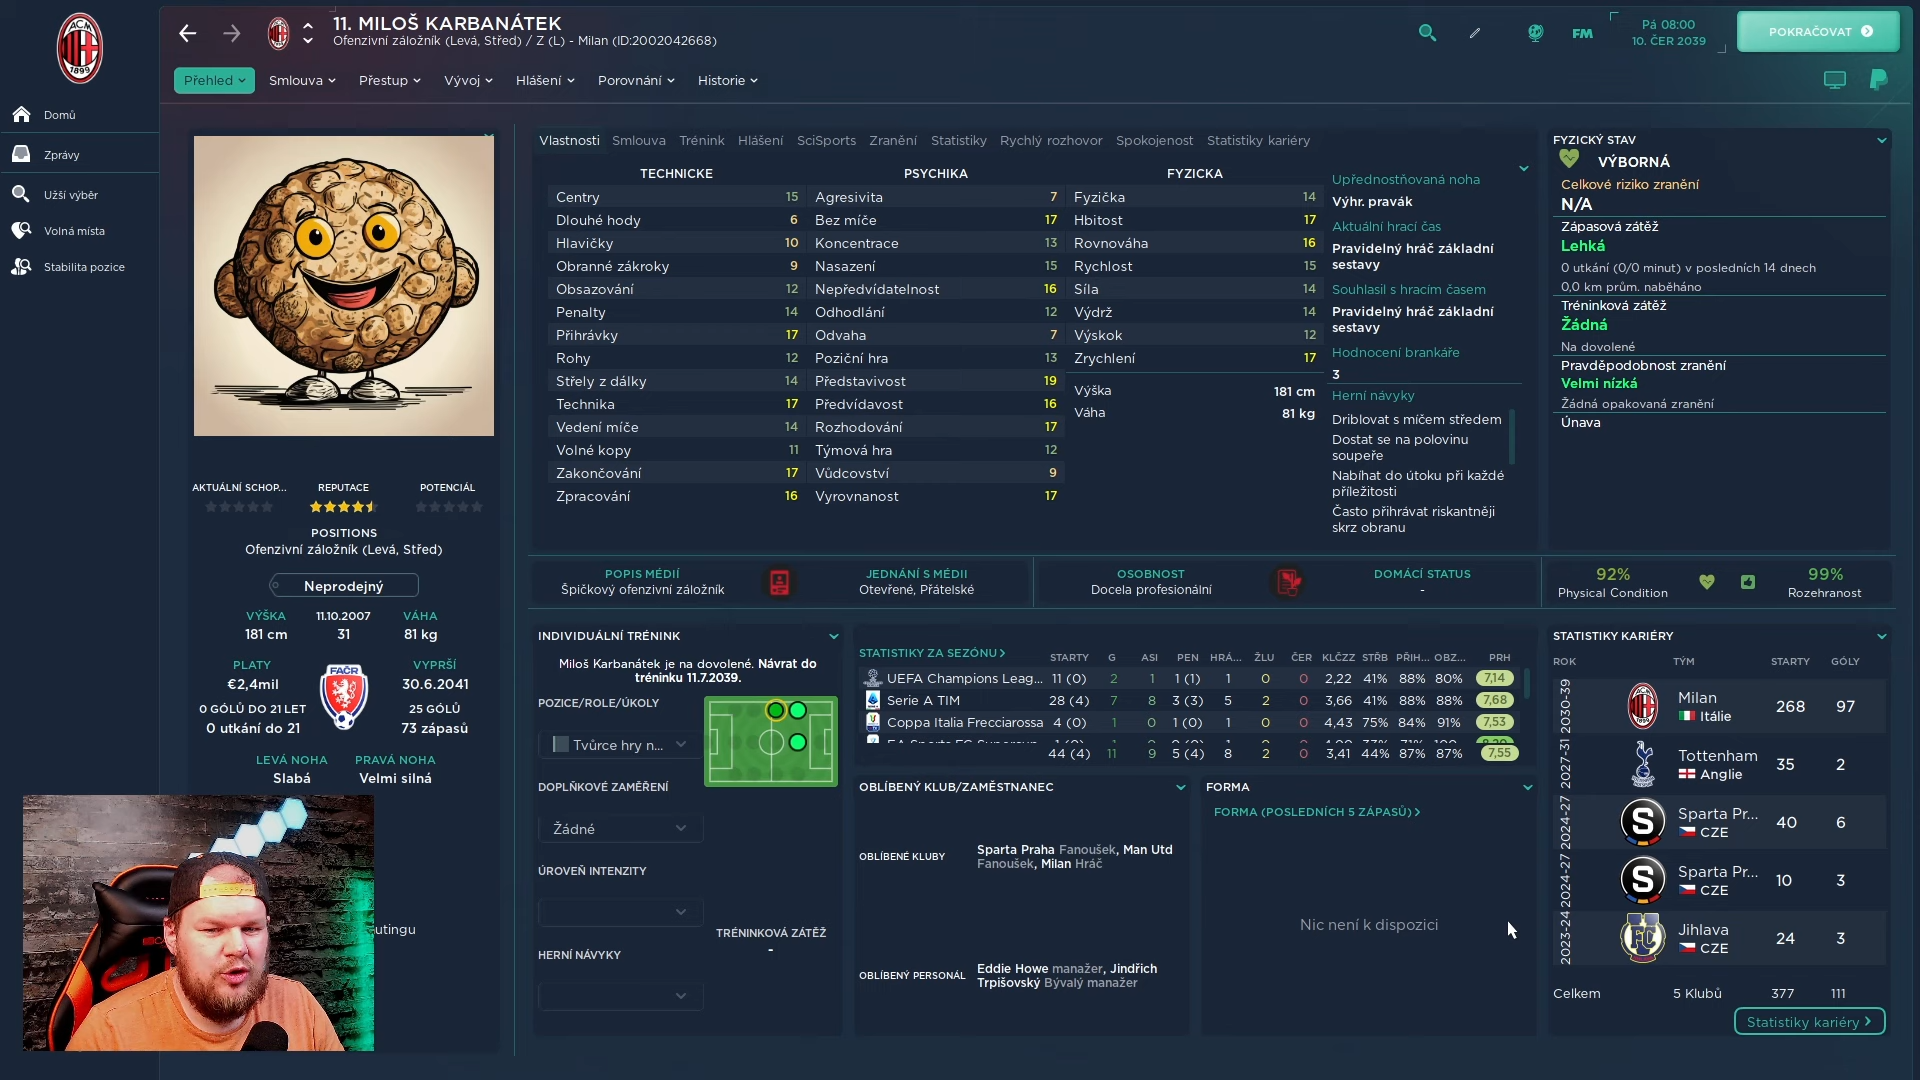 11. MILOŠ KARBANÁTEK
Ofenzivní záložník (Levá, Střed) / Z (L) - Milan (ID:2002042668)
FM
Pá 08:00
10. ČER 2039
POKRAČOVAT
ACM
1899
Přehled
Smlouva
Přestup
Vývoj
Hlášení
Porovnání
Historie
Domů
Zprávy
Užší výběr
Volná místa
Stabilita pozice
AKTUÁLNÍ SCHOP...
REPUTACE
POTENCIÁL
POSITIONS
Ofenzivní záložník (Levá, Střed)
Neprodejný
VÝŠKA 11.10.2007 VÁHA
181 cm 31 81 kg
PLATY
€2,4mil
FAČR
VYPRŠÍ
30.6.2041
0 GÓLŮ DO 21 LET
0 utkání do 21
25 GÓLŮ
73 zápasů
LEVÁ NOHA PRAVÁ NOHA
Slabá Velmi silná
utingu
Vlastnosti Smlouva Trénink Hlášení SciSports Zranění Statistiky Rychlý rozhovor Spokojenost Statistiky kariéry
TECHNICKE
Centry 15
Dlouhé hody 6
Hlavičky 10
Obranné zákroky 9
Obsazování 12
Penalty 14
Přihrávky 17
Rohy 12
Střely z dálky 14
Technika 17
Vedení míče 14
Volné kopy 11
Zakončování 17
Zpracování 16
PSYCHIKA
Agresivita 7
Bez míče 17
Koncentrace 13
Nasazení 15
Nepředvídatelnost 16
Odhodlání 12
Odvaha 7
Poziční hra 13
Představivost 19
Předvídavost 16
Rozhodování 17
Týmová hra 12
Vůdcovství 9
Vyrovnanost 17
FYZICKA
Fyzička 14
Hbitost 17
Rovnováha 16
Rychlost 15
Síla 14
Výdrž 14
Výskok 12
Zrychlení 17
Výška 181 cm
Váha 81 kg
Upřednostňovaná noha
Výhr. pravák
Aktuální hrací čas
Pravidelný hráč základní
sestavy
Souhlasil s hracím časem
Pravidelný hráč základní
sestavy
Hodnocení brankáře
3
Herní návyky
Driblovat s míčem středem
Dostat se na polovinu
soupeře
Nabíhat do útoku při každé
příležitosti
Často přihrávat riskantněji
skrz obranu
FYZICKÝ STAV
VÝBORNÁ
Celkové riziko zranění
N/A
Zápasová zátěž
Lehká
0 utkání (0/0 minut) v posledních 14 dnech
0,0 km prům. naběháno
Tréninková zátěž
Žádná
Na dovolené
Pravděpodobnost zranění
Velmi nízká
Žádná opakovaná zranění
Únava
POPIS MÉDIÍ
Špičkový ofenzivní záložník
JEDNÁNÍ S MÉDII
Otevřené, Přátelské
OSOBNOST
Docela profesionální
DOMÁCÍ STATUS
-
92%
Physical Condition
99%
Rozehranost
INDIVIDUÁLNÍ TRÉNINK
Miloš Karbanátek je na dovolené. Návrat do
tréninku 11.7.2039.
POZICE/ROLE/ÚKOLY
Tvůrce hry n...
DOPLŇKOVÉ ZAMĚŘENÍ
Žádné
ÚROVEŇ INTENZITY
HERNÍ NÁVYKY
TRÉNINKOVÁ ZÁTĚŽ
-
STATISTIKY ZA SEZÓNU STARTY G ASI PEN HRÁ... ŽLU ČER KLČZZ STŘB PŘIH... OBZ... PRH
UEFA Champions Leag... 11 (0) 2 1 1 (1) 1 0 0 2,22 41% 88% 80% 7,14
Serie A TIM 28 (4) 7 8 3 (3) 5 2 0 3,66 41% 88% 88% 7,68
Coppa Italia Frecciarossa 4 (0) 1 0 1 (0) 1 0 0 4,43 75% 84% 91% 7,53
44 (4) 11 9 5 (4) 8 2 0 3,41 44% 87% 87% 7,55
OBLÍBENÝ KLUB/ZAMĚSTNANEC
OBLÍBENÉ KLUBY
Sparta Praha Fanoušek, Man Utd
Fanoušek, Milan Hráč
OBLÍBENÝ PERSONÁL
Eddie Howe manažer, Jindřich
Trpišovský Bývalý manažer
FORMA
FORMA (POSLEDNÍCH 5 ZÁPASŮ)
Nic není k dispozici
STATISTIKY KARIÉRY
ROK TÝM STARTY GÓLY
2030-39 Milan Itálie 268 97
2027-31 Tottenham Anglie 35 2
2024-27 Sparta Pr... CZE 40 6
2024-27 Sparta Pr... CZE 10 3
2023-24 Jihlava CZE 24 3
Celkem 5 Klubů 377 111
Statistiky kariéry